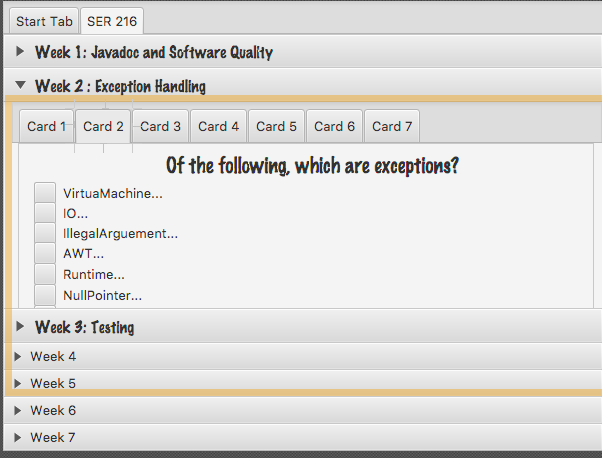 Start Tab SER 216
Week 1: Javadoc and Software Quality
Week 2 : Exception Handling
Card 1 Card 2 Card 3 Card 4 Card 5 Card 6 Card 7
Of the following, which are exceptions?
VirtuaMachine...
IO...
IllegalArguement...
AWT...
Runtime...
NullPointer...
Week 3: Testing
Week 4
Week 5
Week 6
Week 7